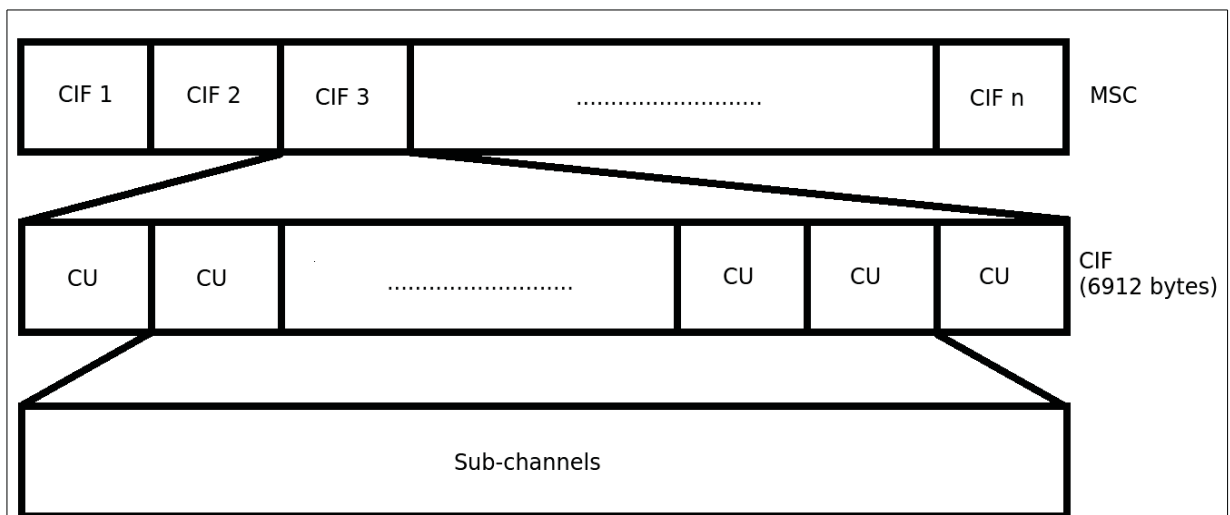 CIF 1
CIF 2
CIF 3
...........................
CIF n
MSC
CU
CU
...........................
CU
CU
CU
CIF
(6912 bytes)
Sub-channels